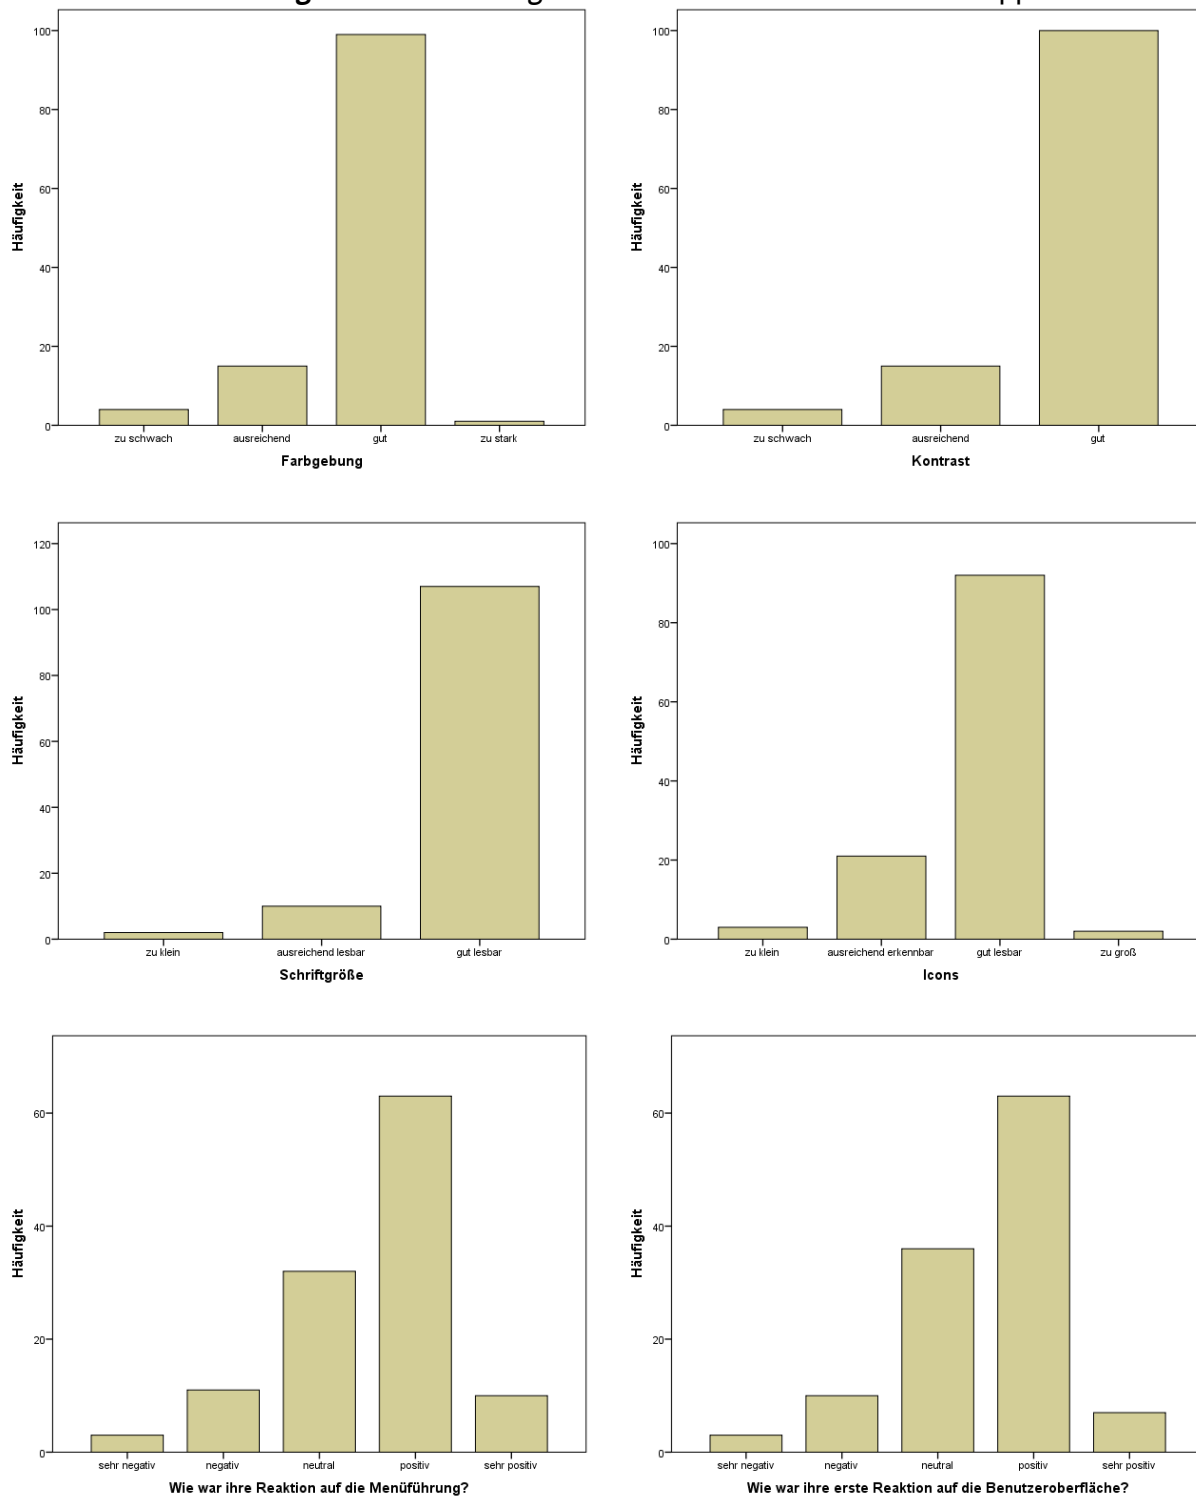 100
80
60
40
20
0
Häufigkeit
zu schwach ausreichend gut zu stark
Farbgebung
100
80
60
40
20
0
Häufigkeit
zu schwach ausreichend gut
Kontrast
120
100
80
60
40
20
0
Häufigkeit
zu klein ausreichend lesbar gut lesbar
Schriftgröße
100
80
60
40
20
0
Häufigkeit
zu klein ausreichend erkennbar gut lesbar zu groß
Icons
60
40
20
0
Häufigkeit
sehr negativ negativ neutral positiv sehr positiv
Wie war ihre Reaktion auf die Menüführung?
60
40
20
0
Häufigkeit
sehr negativ negativ neutral positiv sehr positiv
Wie war ihre erste Reaktion auf die Benutzeroberfläche?